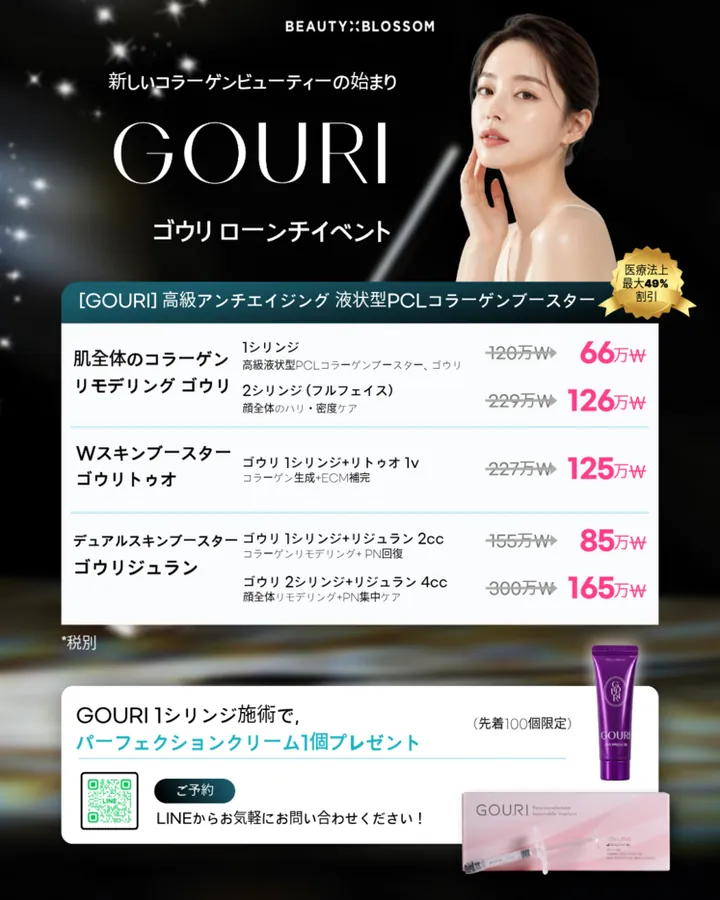 BEAUTY BLOSSOM
新しいコラーゲンビューティーの始まり
GOURI
ゴウリ ローンチイベント
医療法上
最大49%
割引
[GOURI] 高級アンチエイジング 液状型PCLコラーゲンブースター
肌全体のコラーゲン
リモデリング ゴウリ
1シリンジ
高級液状型PCLコラーゲンブースター、ゴウリ
120万₩ 66万₩
2シリンジ (フルフェイス)
顔全体のハリ・密度ケア
229万₩ 126万₩
Wスキンブースター
ゴウリトゥオ
ゴウリ 1シリンジ+リトゥオ 1v
コラーゲン生成+ECM補完
227万₩ 125万₩
デュアルスキンブースター
ゴウリジュラン
ゴウリ 1シリンジ+リジュラン 2cc
コラーゲンリモデリング+ PN回復
155万₩ 85万₩
ゴウリ 2シリンジ+リジュラン 4cc
顔全体リモデリング+PN集中ケア
300万₩ 165万₩
*税別
GOURI 1シリンジ施術で,
パーフェクションクリーム1個プレゼント
(先着100個限定)
LINE
ご予約
LINEからお気軽にお問い合わせください！
GOURI
GOURI